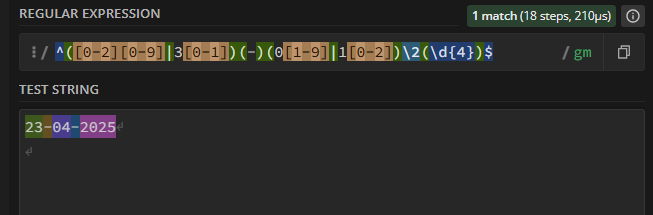 REGULAR EXPRESSION 1 match (18 steps, 210μs)
/ ^([0-2][0-9]|3[0-1])(-)(0[1-9]|1[0-2])\2(\d{4})$ / gm
TEST STRING
23-04-2025